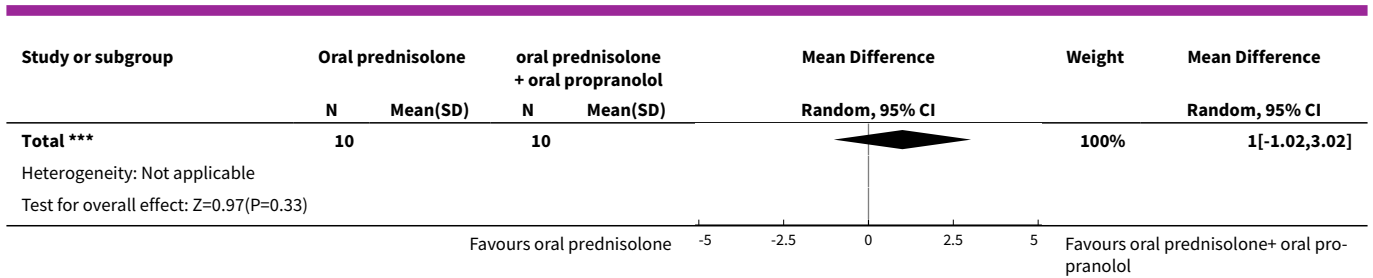 Study or subgroup Oral prednisolone oral prednisolone Mean Difference Weight Mean Difference
+ oral propranolol
N Mean(SD) N Mean(SD) Random, 95% CI Random, 95% CI
Total *** 10 10 100% 1[-1.02,3.02]
Heterogeneity: Not applicable
Test for overall effect: Z=0.97(P=0.33)
Favours oral prednisolone -5 -2.5 0 2.5 5 Favours oral prednisolone+ oral pro-
pranolol